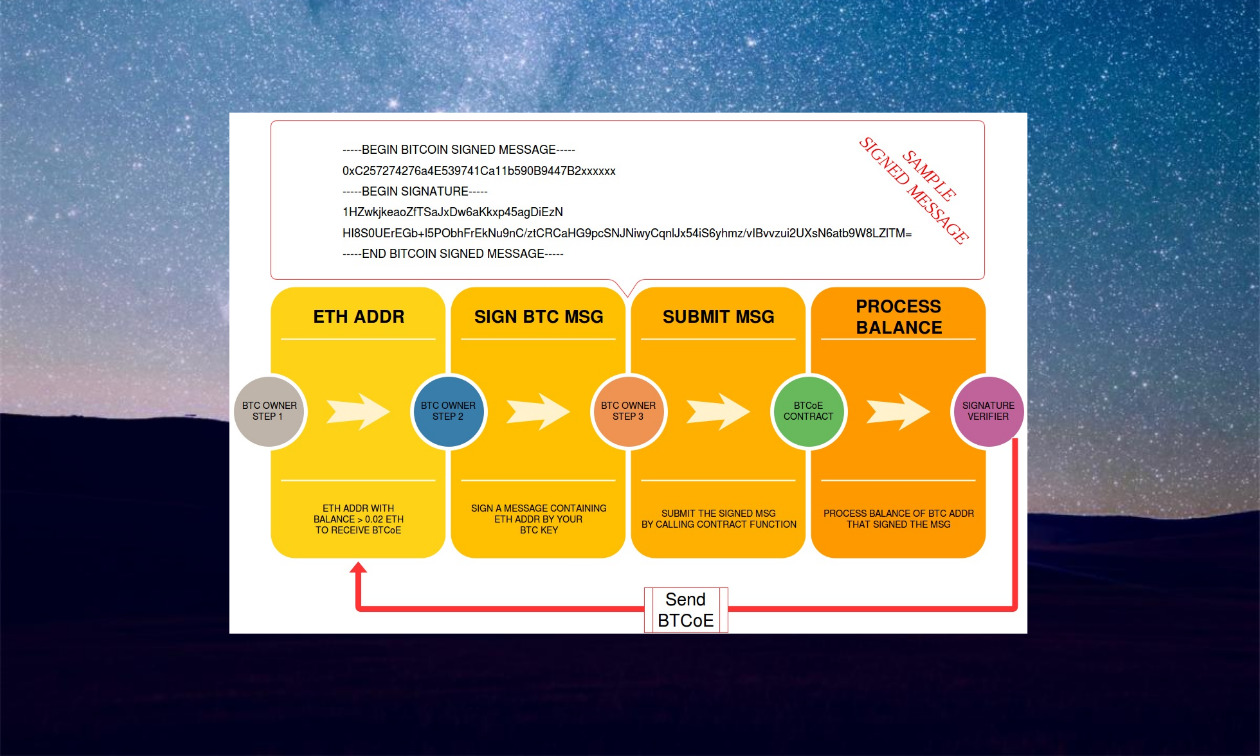 -----BEGIN BITCOIN SIGNED MESSAGE-----
0xC257274276a4E539741Ca11b590B9447B2xxxxxx
-----BEGIN SIGNATURE-----
1HZwkjkeaoZfTSaJxDw6aKkxp45agDiEzN
HI8S0UErEGb+I5PObhFrEkNu9nC/ztCRCaHG9pcSNJNiwyCqnlJx54iS6yhmz/vIBvvzui2UXsN6atb9W8LZITM=
-----END BITCOIN SIGNED MESSAGE-----
SAMPLE
SIGNED MESSAGE
ETH ADDR
SIGN BTC MSG
SUBMIT MSG
PROCESS
BALANCE
BTC OWNER
STEP 1
BTC OWNER
STEP 2
BTC OWNER
STEP 3
BTCoE
CONTRACT
SIGNATURE
VERIFIER
ETH ADDR WITH
BALANCE > 0.02 ETH
TO RECEIVE BTCoE
SIGN A MESSAGE CONTAINING
ETH ADDR BY YOUR
BTC KEY
SUBMIT THE SIGNED MSG
BY CALLING CONTRACT FUNCTION
PROCESS BALANCE OF BTC ADDR
THAT SIGNED THE MSG
Send
BTCoE